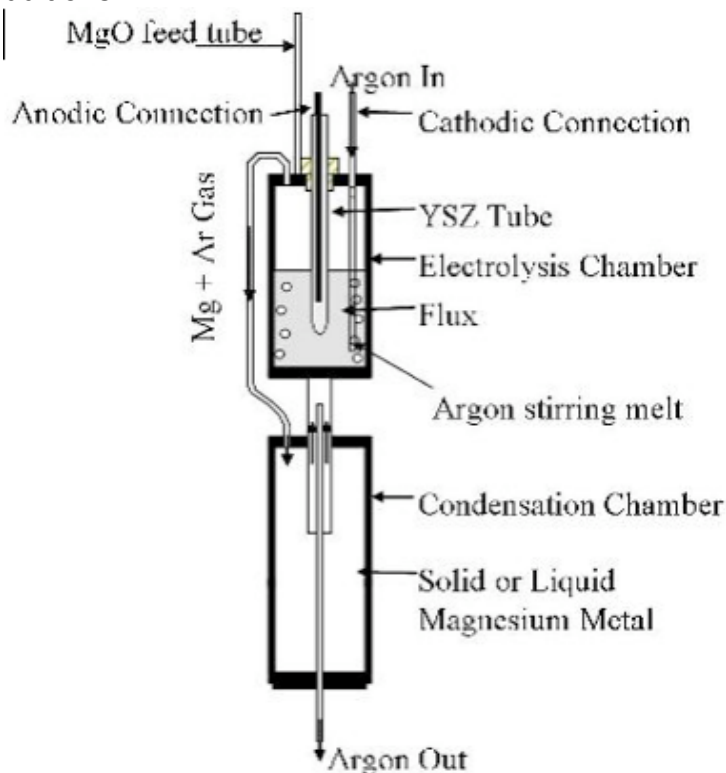 MgO feed tube
Argon In
Anodic Connection
Cathodic Connection
Mg + Ar Gas
YSZ Tube
Electrolysis Chamber
Flux
Argon stirring melt
Condensation Chamber
Solid or Liquid
Magnesium Metal
Argon Out